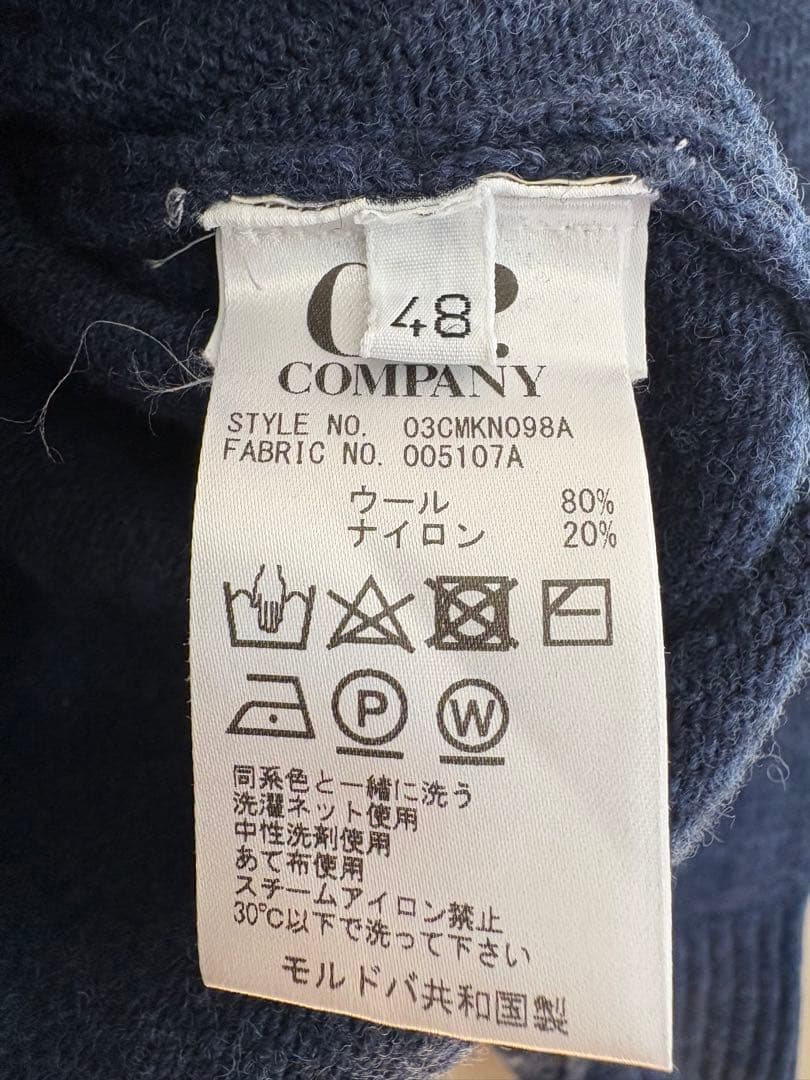 48
COMPANY
STYLE NO. 03CMKN098A
FABRIC NO. 005107A
ウール 80%
ナイロン 20%
P W
同系色と一緒に洗う
洗濯ネット使用
中性洗剤使用
あて布使用
スチームアイロン禁止
30℃以下で洗って下さい
モルドバ共和国製